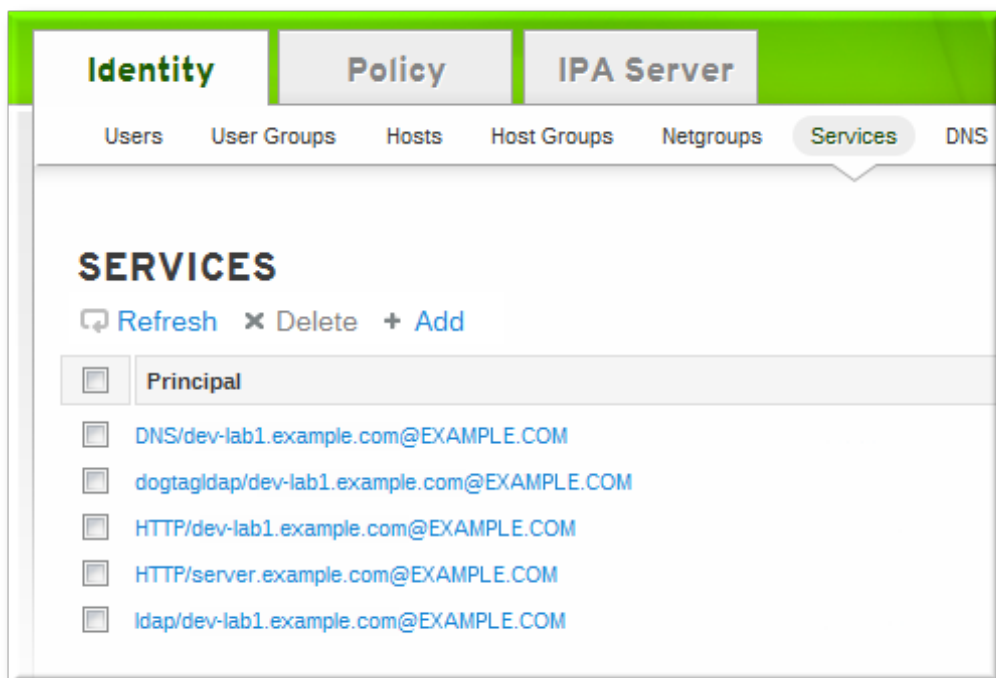 Identity Policy IPA Server
Users User Groups Hosts Host Groups Netgroups Services DNS
SERVICES
Refresh Delete Add
Principal
DNS/dev-lab1.example.com@EXAMPLE.COM
dogtagldap/dev-lab1.example.com@EXAMPLE.COM
HTTP/dev-lab1.example.com@EXAMPLE.COM
HTTP/server.example.com@EXAMPLE.COM
ldap/dev-lab1.example.com@EXAMPLE.COM